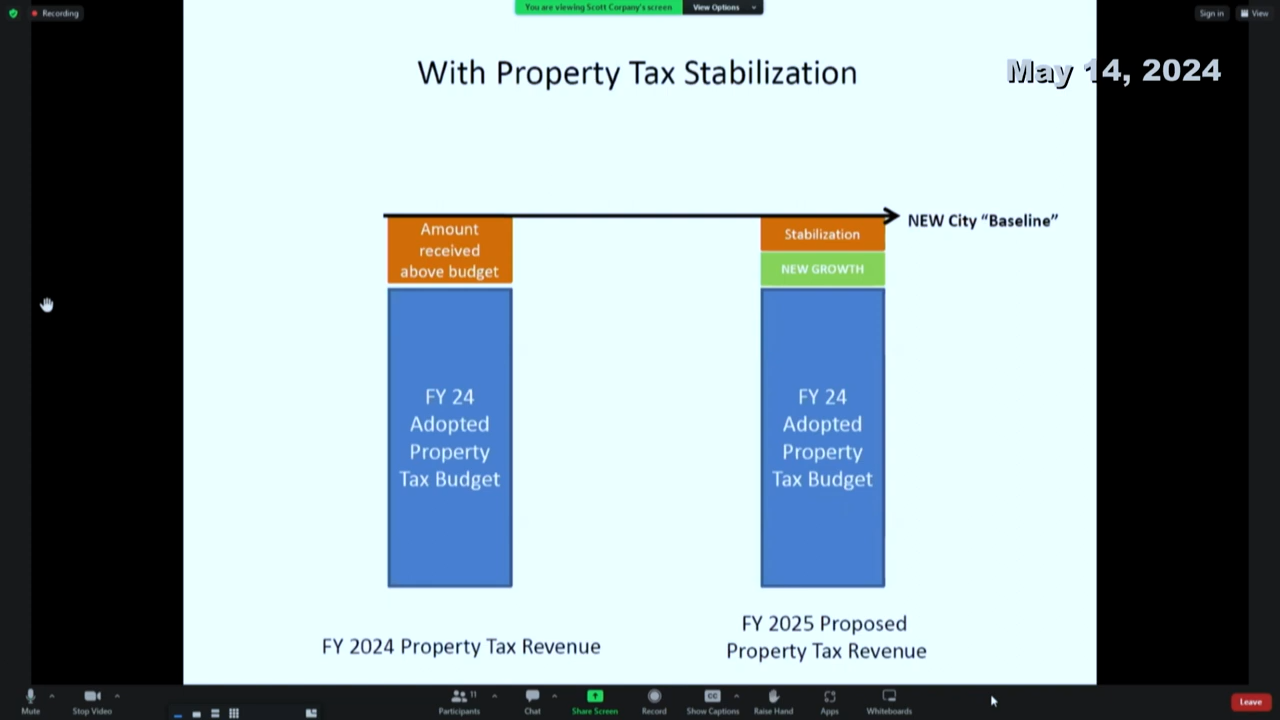 Recording
You are viewing Scott Corpany's screen
View Options
Sign in
View
With Property Tax Stabilization
May 14, 2024
NEW City “Baseline”
Amount
received
above budget
Stabilization
NEW GROWTH
FY 24
Adopted
Property
Tax Budget
FY 24
Adopted
Property
Tax Budget
FY 2024 Property Tax Revenue
FY 2025 Proposed
Property Tax Revenue
Mute
Stop Video
11
Participants
Chat
Share Screen
Record
CC
Show Captions
Raise Hand
Apps
Whiteboards
Leave